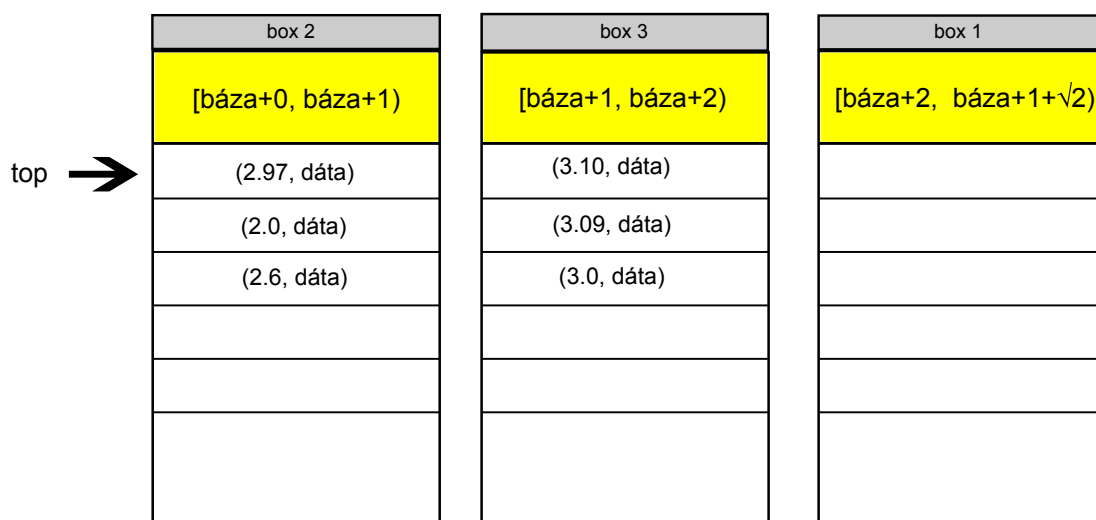 box 2
box 3
box 1
[báza+0, báza+1)
[báza+1, báza+2)
[báza+2, báza+1+√2)
top
(2.97, dáta)
(3.10, dáta)
(2.0, dáta)
(3.09, dáta)
(2.6, dáta)
(3.0, dáta)